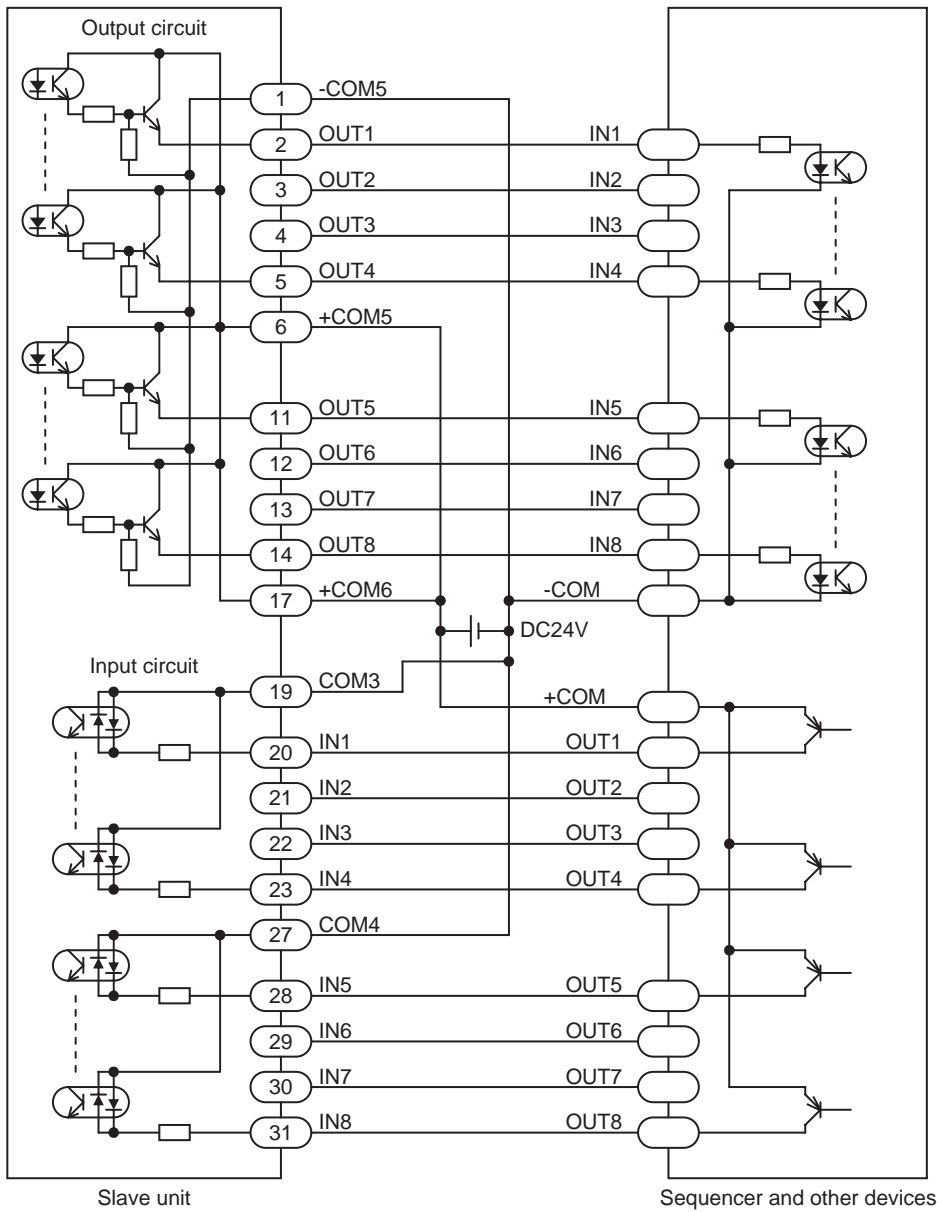 Output circuit
1 -COM5
2 OUT1 IN1
3 OUT2 IN2
4 OUT3 IN3
5 OUT4 IN4
6 +COM5
11 OUT5 IN5
12 OUT6 IN6
13 OUT7 IN7
14 OUT8 IN8
17 +COM6 -COM
DC24V
Input circuit
19 COM3
+COM
20 IN1 OUT1
21 IN2 OUT2
22 IN3 OUT3
23 IN4 OUT4
27 COM4
28 IN5 OUT5
29 IN6 OUT6
30 IN7 OUT7
31 IN8 OUT8
Slave unit Sequencer and other devices